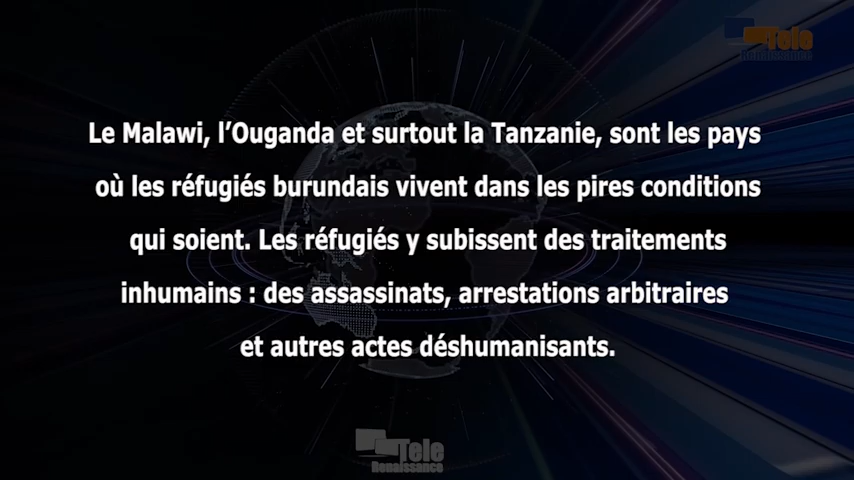 Tele
Renaissance
Le Malawi, l’Ouganda et surtout la Tanzanie, sont les pays
où les réfugiés burundais vivent dans les pires conditions
qui soient. Les réfugiés y subissent des traitements
inhumains : des assassinats, arrestations arbitraires
et autres actes déshumanisants.
Tele
Renaissance